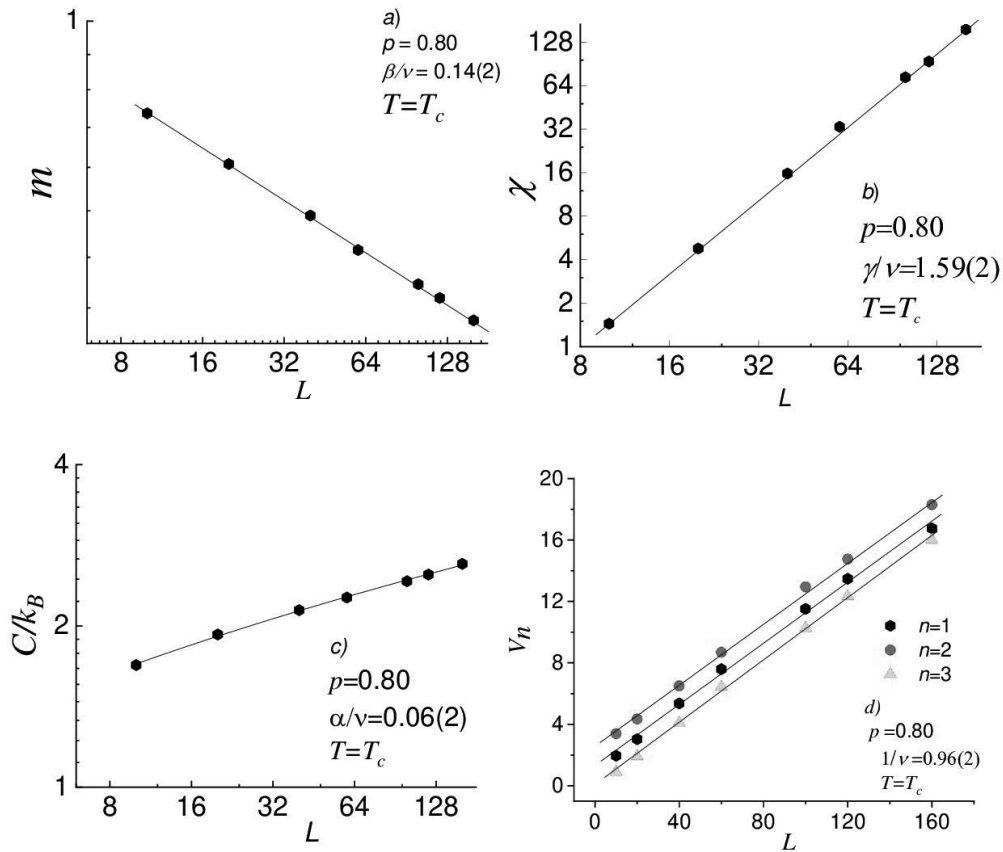 a)
p = 0.80
β/ν = 0.14(2)
T=Tc
1
m
8 16 32 64 128
L
b)
p=0.80
γ/ν=1.59(2)
T=Tc
128
64
32
16
8
4
2
1
χ
8 16 32 64 128
L
c)
p=0.80
α/ν=0.06(2)
T=Tc
4
2
1
C/kB
8 16 32 64 128
L
20
16
12
8
4
0
Vn
n=1
n=2
n=3
d)
p =0.80
1/ν=0.96(2)
T=Tc
0 40 80 120 160
L